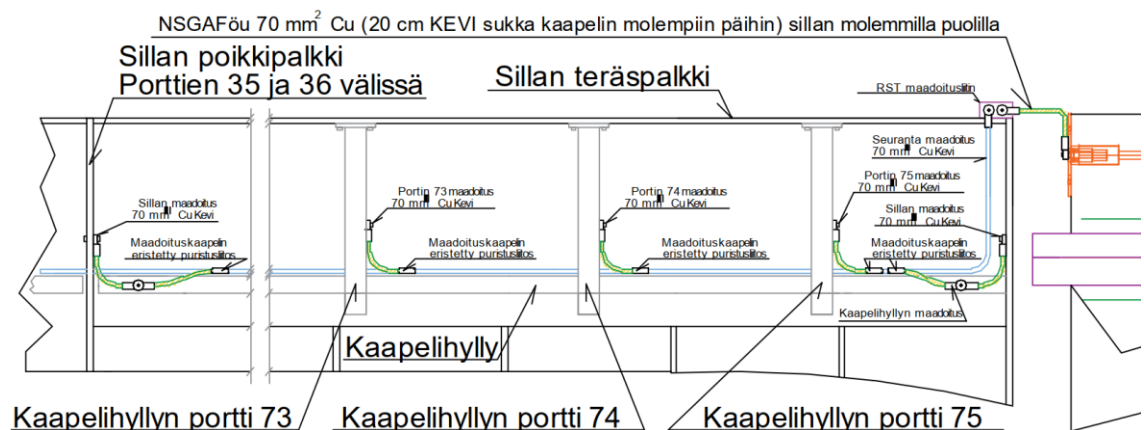 NSGAFöu 70 mm² Cu (20 cm KEVI sukka kaapelin molempiin päihin) sillan molemmilla puolilla
Sillan poikkipalkki
Porttien 35 ja 36 välissä
Sillan teräspalkki
RST maadoitusliitin
Seuranta maadoitus
70 mm² Cu Kevi
Sillan maadoitus
70 mm² Cu Kevi
Portin 73 maadoitus
70 mm² Cu Kevi
Portin 74 maadoitus
70 mm² Cu Kevi
Portin 75 maadoitus
70 mm² Cu Kevi
Sillan maadoitus
70 mm² Cu Kevi
Maadoituskaapelin
eristetty puristusliitos
Maadoituskaapelin
eristetty puristusliitos
Maadoituskaapelin
eristetty puristusliitos
Maadoituskaapelin
eristetty puristusliitos
Kaapelihyllyn maadoitus
Kaapelihylly
Kaapelihyllyn portti 73
Kaapelihyllyn portti 74
Kaapelihyllyn portti 75